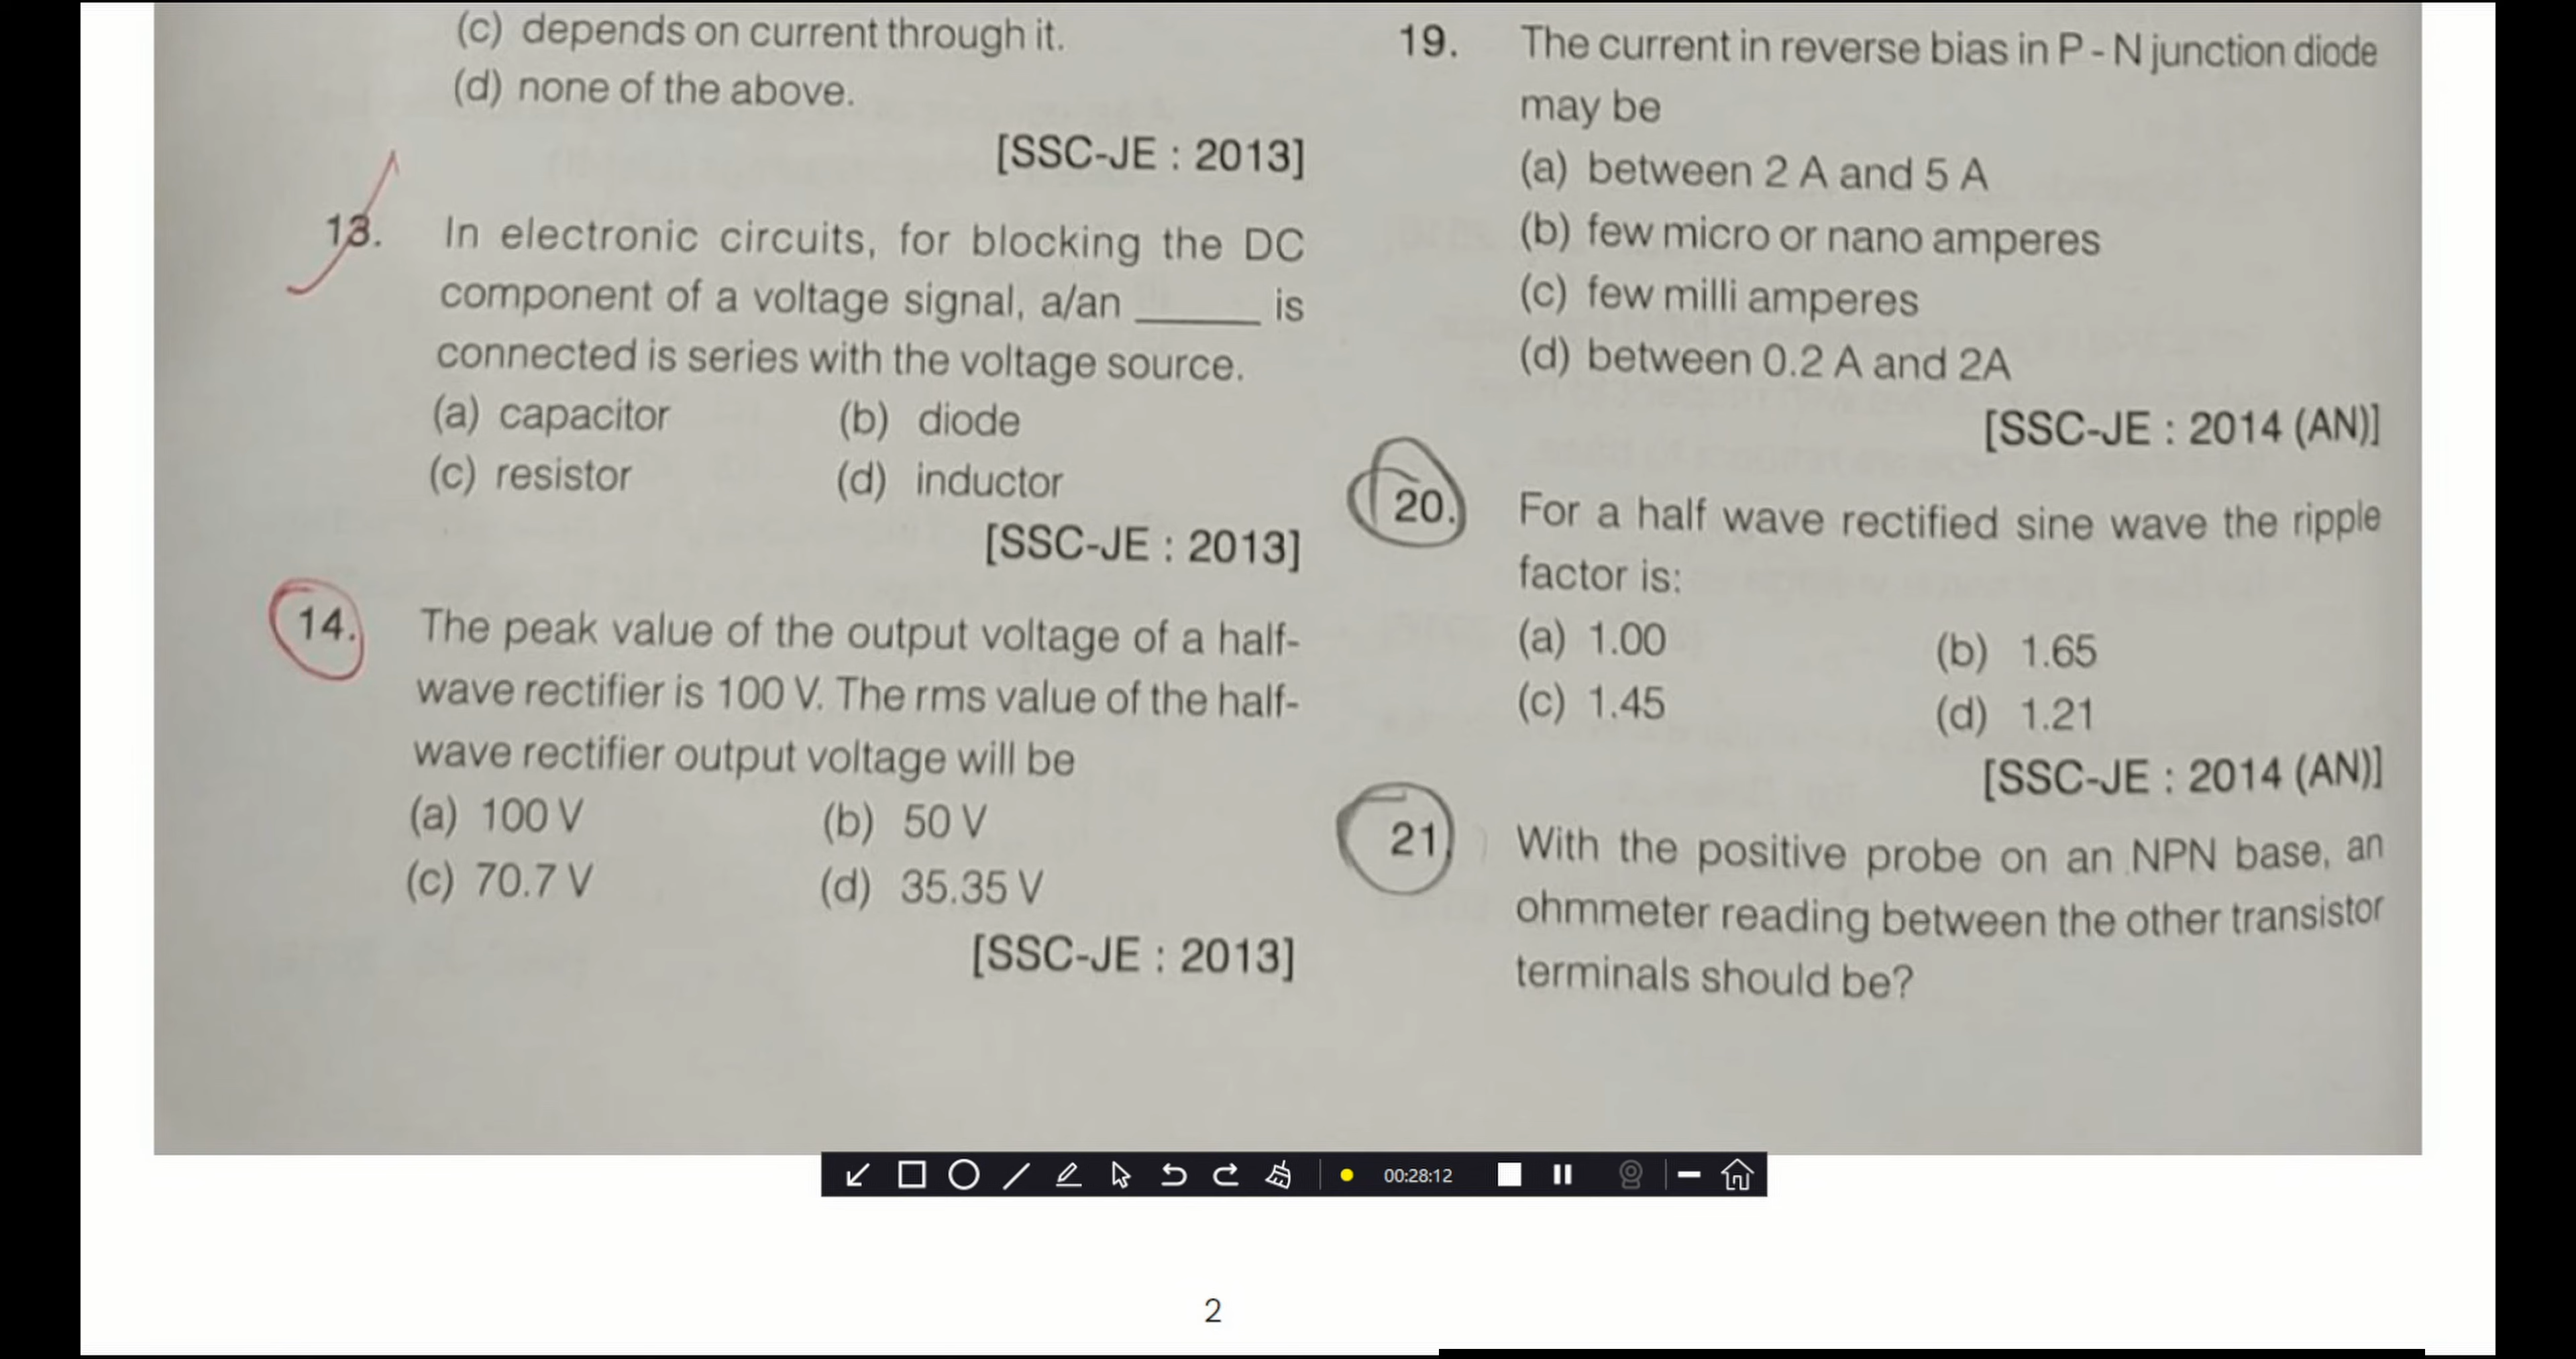 (c) depends on current through it.
(d) none of the above.
[SSC-JE : 2013]
13. In electronic circuits, for blocking the DC
component of a voltage signal, a/an ______ is
connected is series with the voltage source.
(a) capacitor (b) diode
(c) resistor (d) inductor
[SSC-JE : 2013]
14. The peak value of the output voltage of a half-
wave rectifier is 100 V. The rms value of the half-
wave rectifier output voltage will be
(a) 100 V (b) 50 V
(c) 70.7 V (d) 35.35 V
[SSC-JE : 2013]
19. The current in reverse bias in P - N junction diode
may be
(a) between 2 A and 5 A
(b) few micro or nano amperes
(c) few milli amperes
(d) between 0.2 A and 2A
[SSC-JE : 2014 (AN)]
20. For a half wave rectified sine wave the ripple
factor is:
(a) 1.00 (b) 1.65
(c) 1.45 (d) 1.21
[SSC-JE : 2014 (AN)]
21. With the positive probe on an NPN base, an
ohmmeter reading between the other transistor
terminals should be?
00:28:12
2